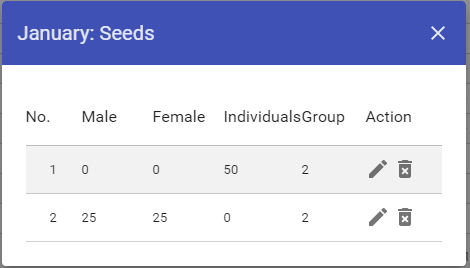 January: Seeds
No. Male Female IndividualsGroup Action
1 0 0 50 2
2 25 25 0 2